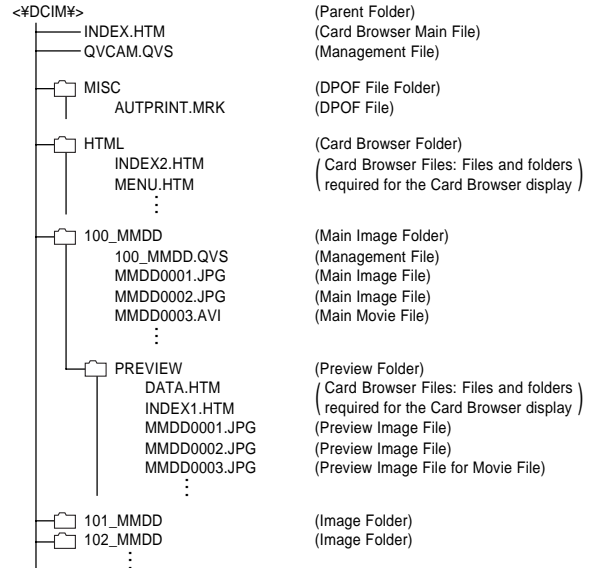 <¥DCIM¥> (Parent Folder)
INDEX.HTM (Card Browser Main File)
QVCAM.QVS (Management File)
MISC (DPOF File Folder)
AUTPRINT.MRK (DPOF File)
HTML (Card Browser Folder)
INDEX2.HTM (Card Browser Files: Files and folders
MENU.HTM required for the Card Browser display)
100_MMDD (Main Image Folder)
100_MMDD.QVS (Management File)
MMDD0001.JPG (Main Image File)
MMDD0002.JPG (Main Image File)
MMDD0003.AVI (Main Movie File)
PREVIEW (Preview Folder)
DATA.HTM (Card Browser Files: Files and folders
INDEX1.HTM required for the Card Browser display)
MMDD0001.JPG (Preview Image File)
MMDD0002.JPG (Preview Image File)
MMDD0003.JPG (Preview Image File for Movie File)
101_MMDD (Image Folder)
102_MMDD (Image Folder)